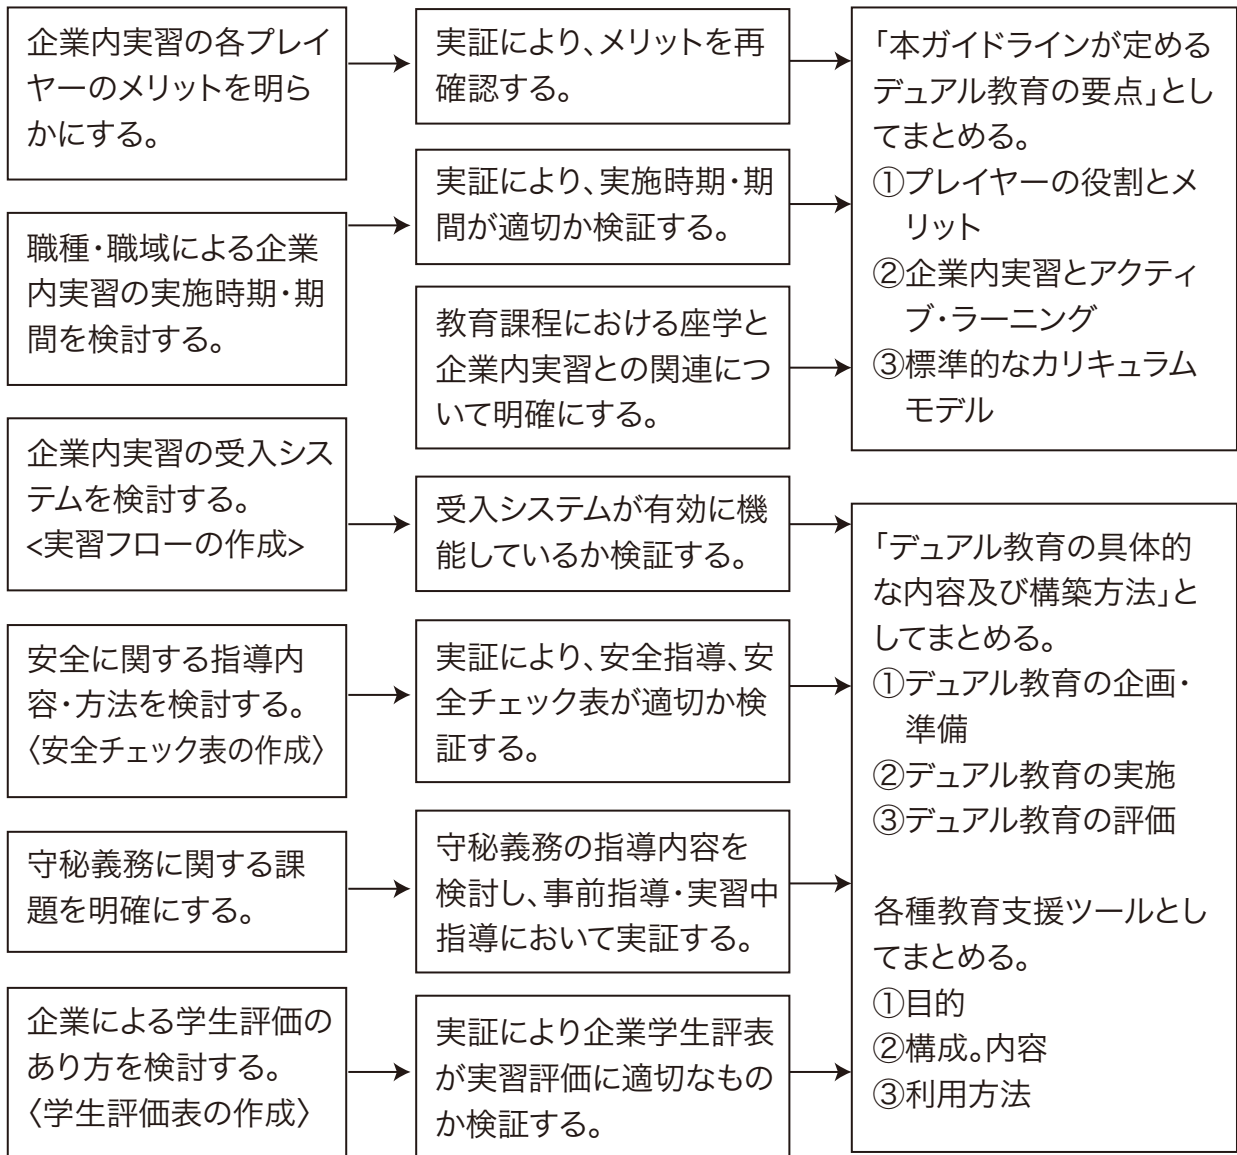 企業内実習の各プレイ
ヤーのメリットを明ら
かにする。
職種・職域による企業
内実習の実施時期・期
間を検討する。
企業内実習の受入シス
テムを検討する。
<実習フローの作成>
安全に関する指導内
容・方法を検討する。
〈安全チェック表の作成〉
守秘義務に関する課
題を明確にする。
企業による学生評価の
あり方を検討する。
〈学生評価表の作成〉
実証により、メリットを再
確認する。
実証により、実施時期・期
間が適切か検証する。
教育課程における座学と
企業内実習との関連につ
いて明確にする。
受入システムが有効に機
能しているか検証する。
実証により、安全指導、安
全チェック表が適切か検
証する。
守秘義務の指導内容を
検討し、事前指導・実習中
指導において実証する。
実証により企業学生評表
が実習評価に適切なもの
か検証する。
「本ガイドラインが定める
デュアル教育の要点」とし
てまとめる。
①プレイヤーの役割とメ
リット
②企業内実習とアクティ
ブ・ラーニング
③標準的なカリキュラム
モデル
「デュアル教育の具体的
な内容及び構築方法」と
してまとめる。
①デュアル教育の企画・
準備
②デュアル教育の実施
③デュアル教育の評価
各種教育支援ツールとし
てまとめる。
①目的
②構成。内容
③利用方法